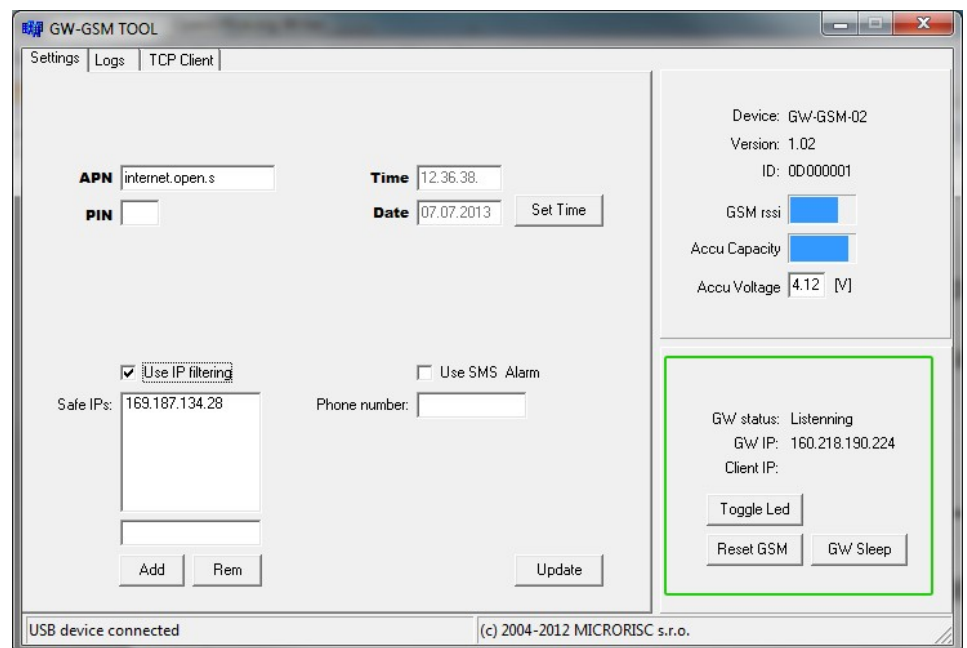 GW-GSM TOOL
Settings Logs TCP Client
APN internet.open.s
PIN
Time 12.36.38.
Date 07.07.2013 Set Time
Use IP filtering
Safe IPs: 169.187.134.28
Add Rem
Use SMS Alarm
Phone number:
Update
Device: GW-GSM-02
Version: 1.02
ID: 0D000001
GSM rssi
Accu Capacity
Accu Voltage 4.12 [V]
GW status: Listenning
GW IP: 160.218.190.224
Client IP:
Toggle Led
Reset GSM GW Sleep
USB device connected (c) 2004-2012 MICRORISC s.r.o.